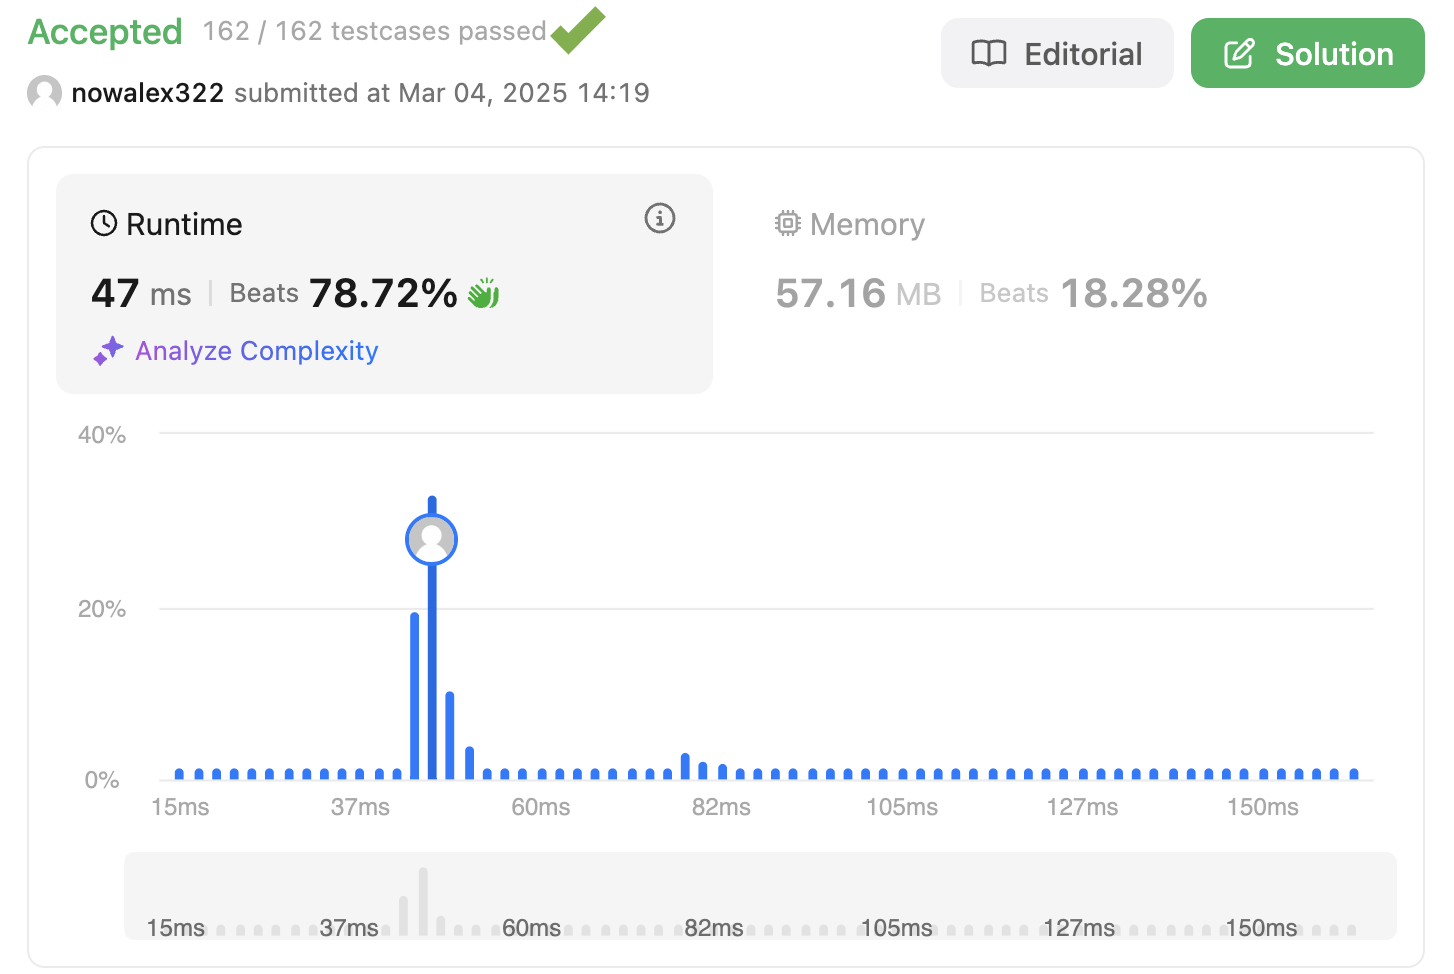 Accepted 162 / 162 testcases passed
Editorial
Solution
nowalex322 submitted at Mar 04, 2025 14:19
Runtime
Memory
47 ms | Beats 78.72%
57.16 MB | Beats 18.28%
Analyze Complexity
40%
20%
0%
15ms 37ms 60ms 82ms 105ms 127ms 150ms
15ms 37ms 60ms 82ms 105ms 127ms 150ms